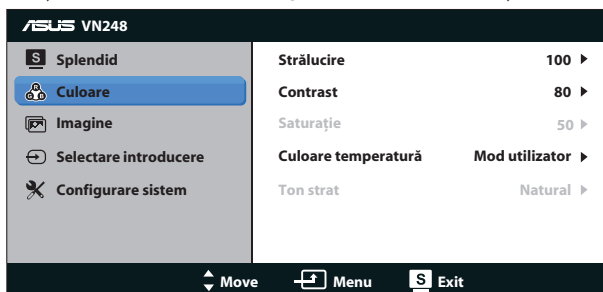 ASUS VN248
S Splendid
Culoare
Imagine
Selectare introducere
Configurare sistem
Strălucire 100
Contrast 80
Saturație 50
Culoare temperatură Mod utilizator
Ton strat Natural
Move Menu S Exit